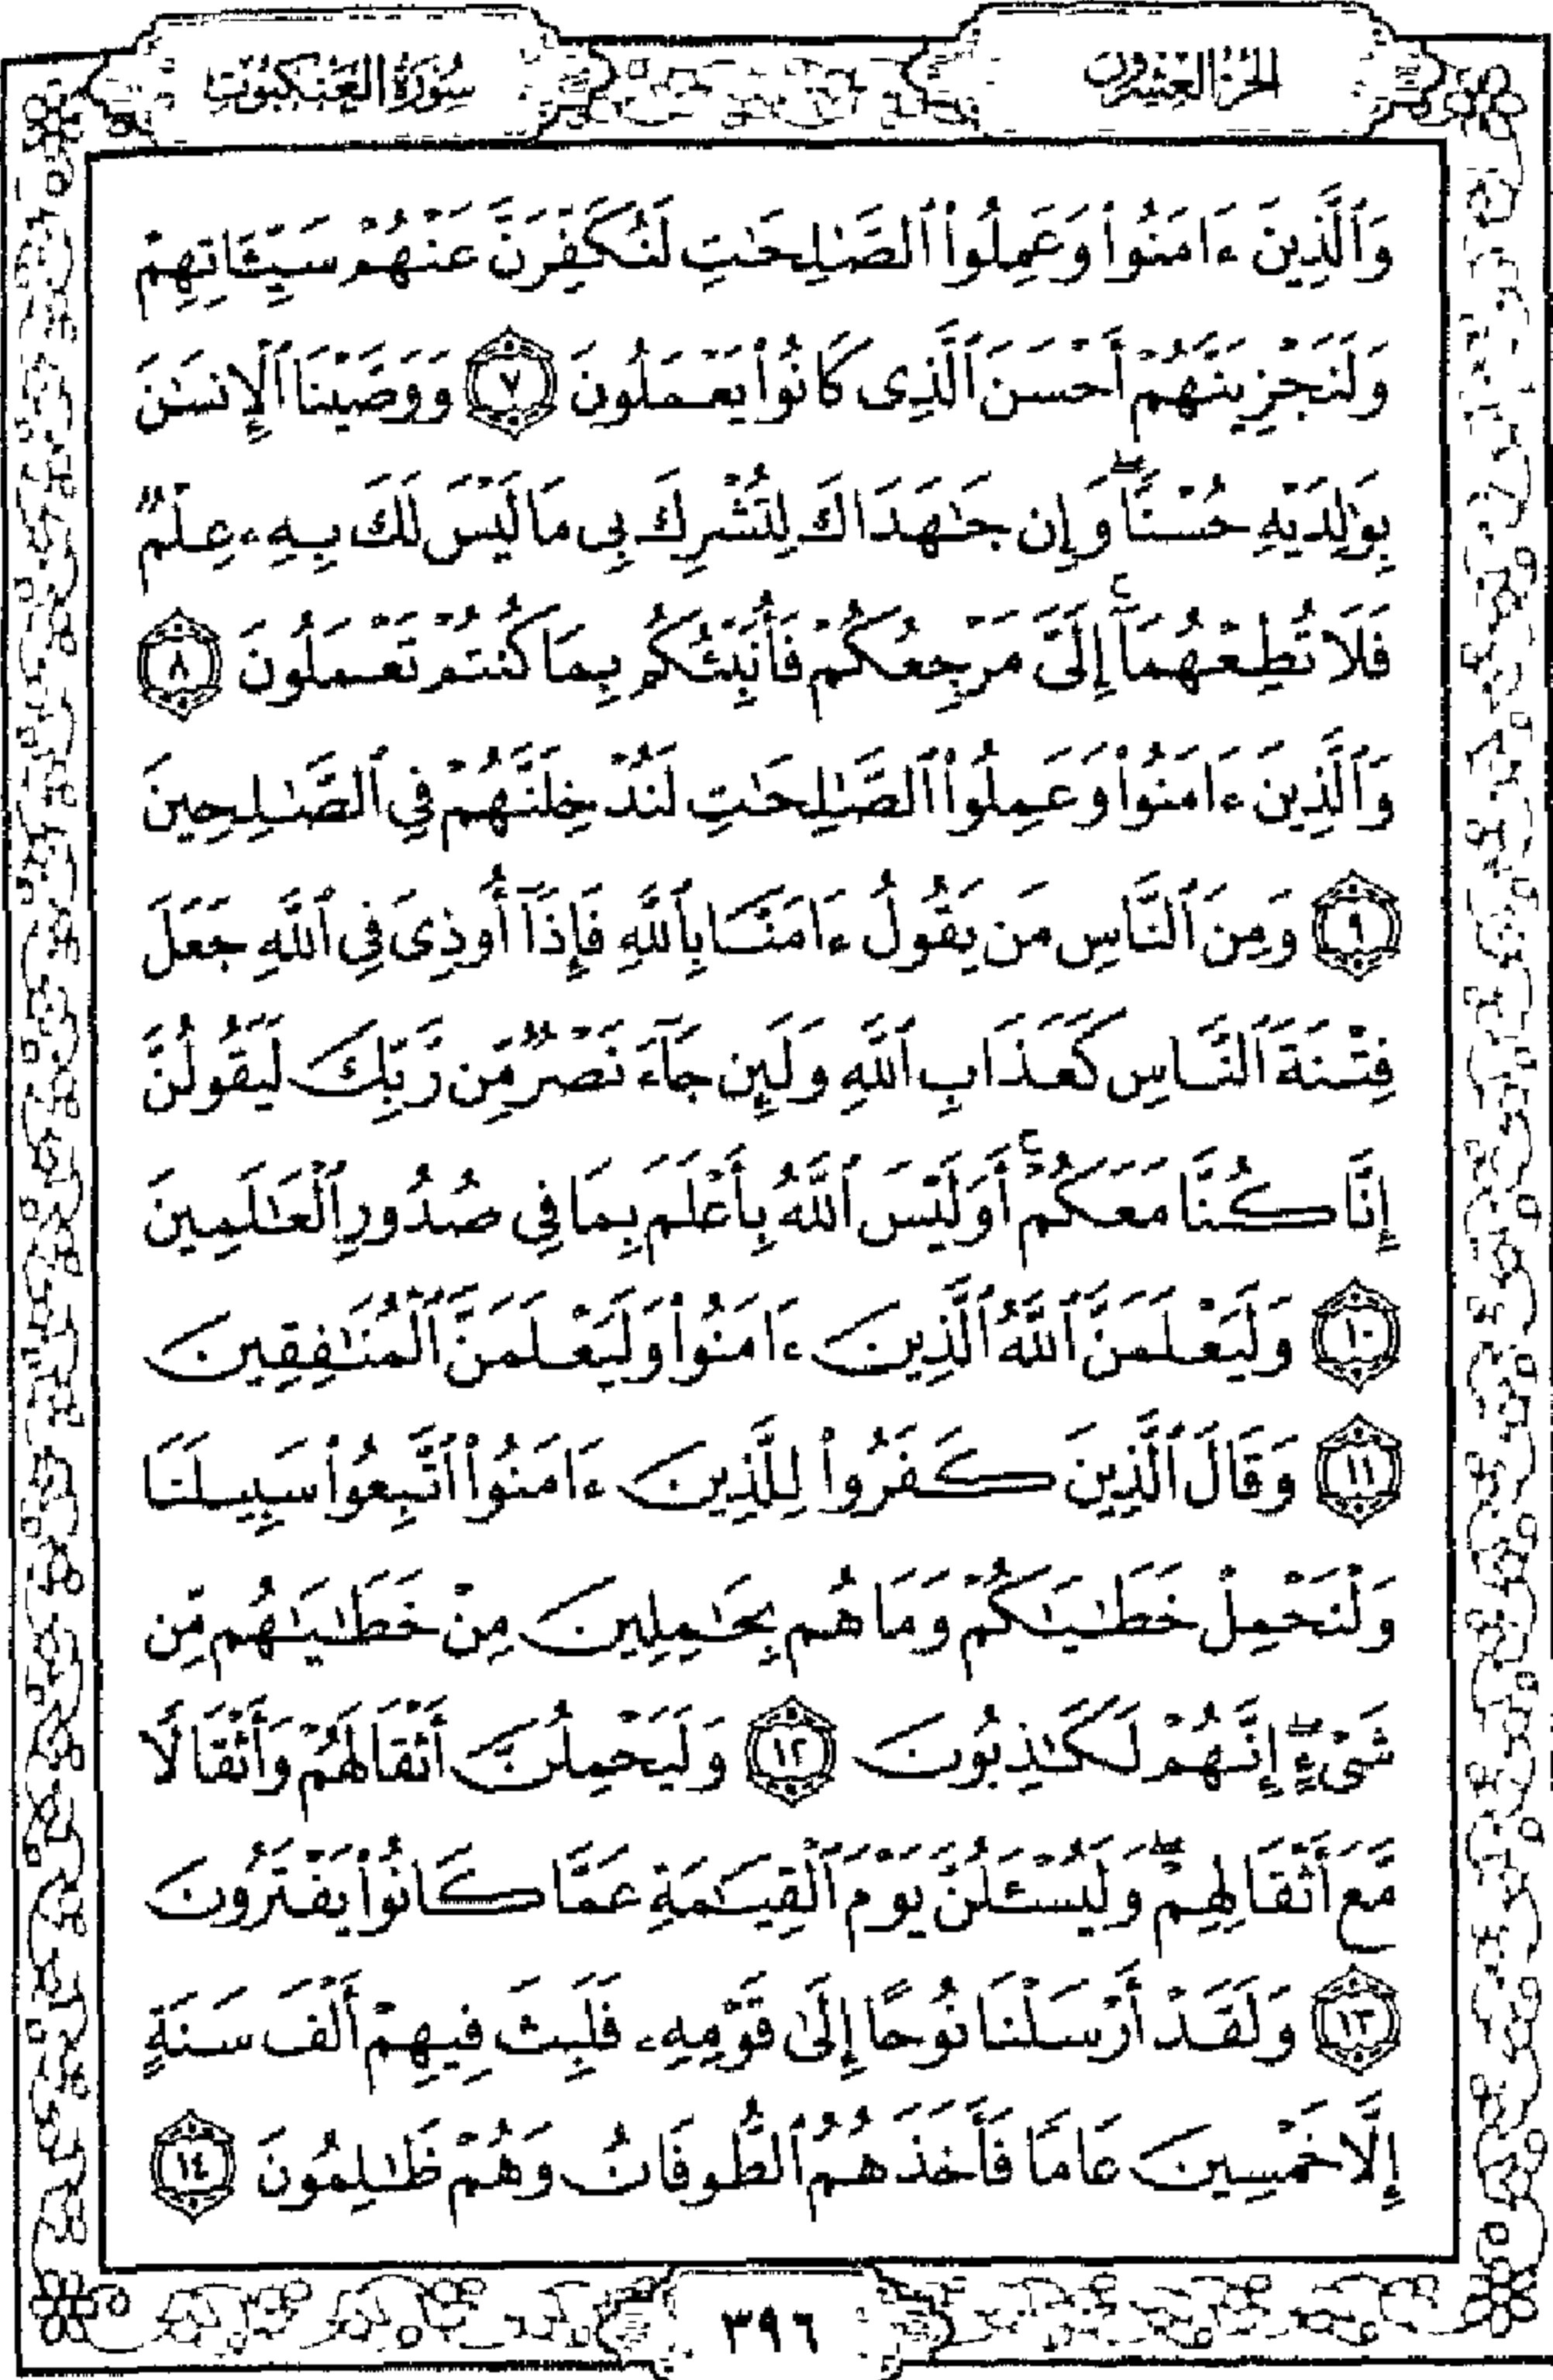 الجزء العشرون
سورة العنكبوت
وَٱلَّذِينَ ءَامَنُوا۟ وَعَمِلُوا۟ ٱلصَّـٰلِحَـٰتِ لَنُكَفِّرَنَّ عَنْهُمْ سَيِّـَٔاتِهِمْ
وَلَنَجْزِيَنَّهُمْ أَحْسَنَ ٱلَّذِى كَانُوا۟ يَعْمَلُونَ ٧ وَوَصَّيْنَا ٱلْإِنسَـٰنَ
بِوَٰلِدَيْهِ حُسْنًا ۖ وَإِن جَـٰهَدَاكَ لِتُشْرِكَ بِى مَا لَيْسَ لَكَ بِهِۦ عِلْمٌ
فَلَا تُطِعْهُمَآ ۚ إِلَىَّ مَرْجِعُكُمْ فَأُنَبِّئُكُم بِمَا كُنتُمْ تَعْمَلُونَ ٨
وَٱلَّذِينَ ءَامَنُوا۟ وَعَمِلُوا۟ ٱلصَّـٰلِحَـٰتِ لَنُدْخِلَنَّهُمْ فِى ٱلصَّـٰلِحِينَ
٩ وَمِنَ ٱلنَّاسِ مَن يَقُولُ ءَامَنَّا بِٱللَّهِ فَإِذَآ أُوذِىَ فِى ٱللَّهِ جَعَلَ
فِتْنَةَ ٱلنَّاسِ كَعَذَابِ ٱللَّهِ وَلَئِن جَآءَ نَصْرٌ مِّن رَّبِّكَ لَيَقُولُنَّ
إِنَّا كُنَّا مَعَكُمْ ۚ أَوَلَيْسَ ٱللَّهُ بِأَعْلَمَ بِمَا فِى صُدُورِ ٱلْعَـٰلَمِينَ
١٠ وَلَيَعْلَمَنَّ ٱللَّهُ ٱلَّذِينَ ءَامَنُوا۟ وَلَيَعْلَمَنَّ ٱلْمُنَـٰفِقِينَ
١١ وَقَالَ ٱلَّذِينَ كَفَرُوا۟ لِلَّذِينَ ءَامَنُوا۟ ٱتَّبِعُوا۟ سَبِيلَنَا
وَلْنَحْمِلْ خَطَـٰيَـٰكُمْ وَمَا هُم بِحَـٰمِلِينَ مِنْ خَطَـٰيَـٰهُم مِّن
شَىْءٍ ۖ إِنَّهُمْ لَكَـٰذِبُونَ ١٢ وَلَيَحْمِلُنَّ أَثْقَالَهُمْ وَأَثْقَالًا
مَّعَ أَثْقَالِهِمْ ۖ وَلَيُسْـَٔلُنَّ يَوْمَ ٱلْقِيَـٰمَةِ عَمَّا كَانُوا۟ يَفْتَرُونَ
١٣ وَلَقَدْ أَرْسَلْنَا نُوحًا إِلَىٰ قَوْمِهِۦ فَلَبِثَ فِيهِمْ أَلْفَ سَنَةٍ
إِلَّا خَمْسِينَ عَامًا فَأَخَذَهُمُ ٱلطُّوفَانُ وَهُمْ ظَـٰلِمُونَ ١٤
٣٩٦